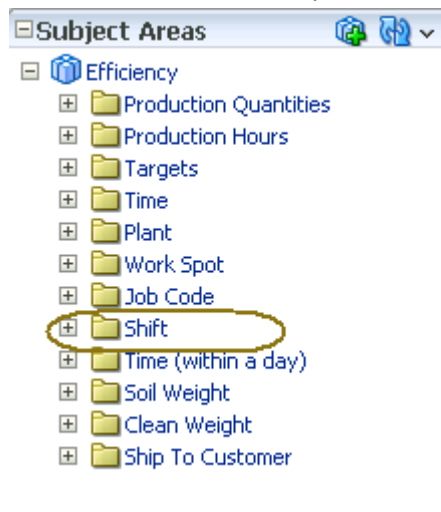 Subject Areas
Efficiency
Production Quantities
Production Hours
Targets
Time
Plant
Work Spot
Job Code
Shift
Time (within a day)
Soil Weight
Clean Weight
Ship To Customer